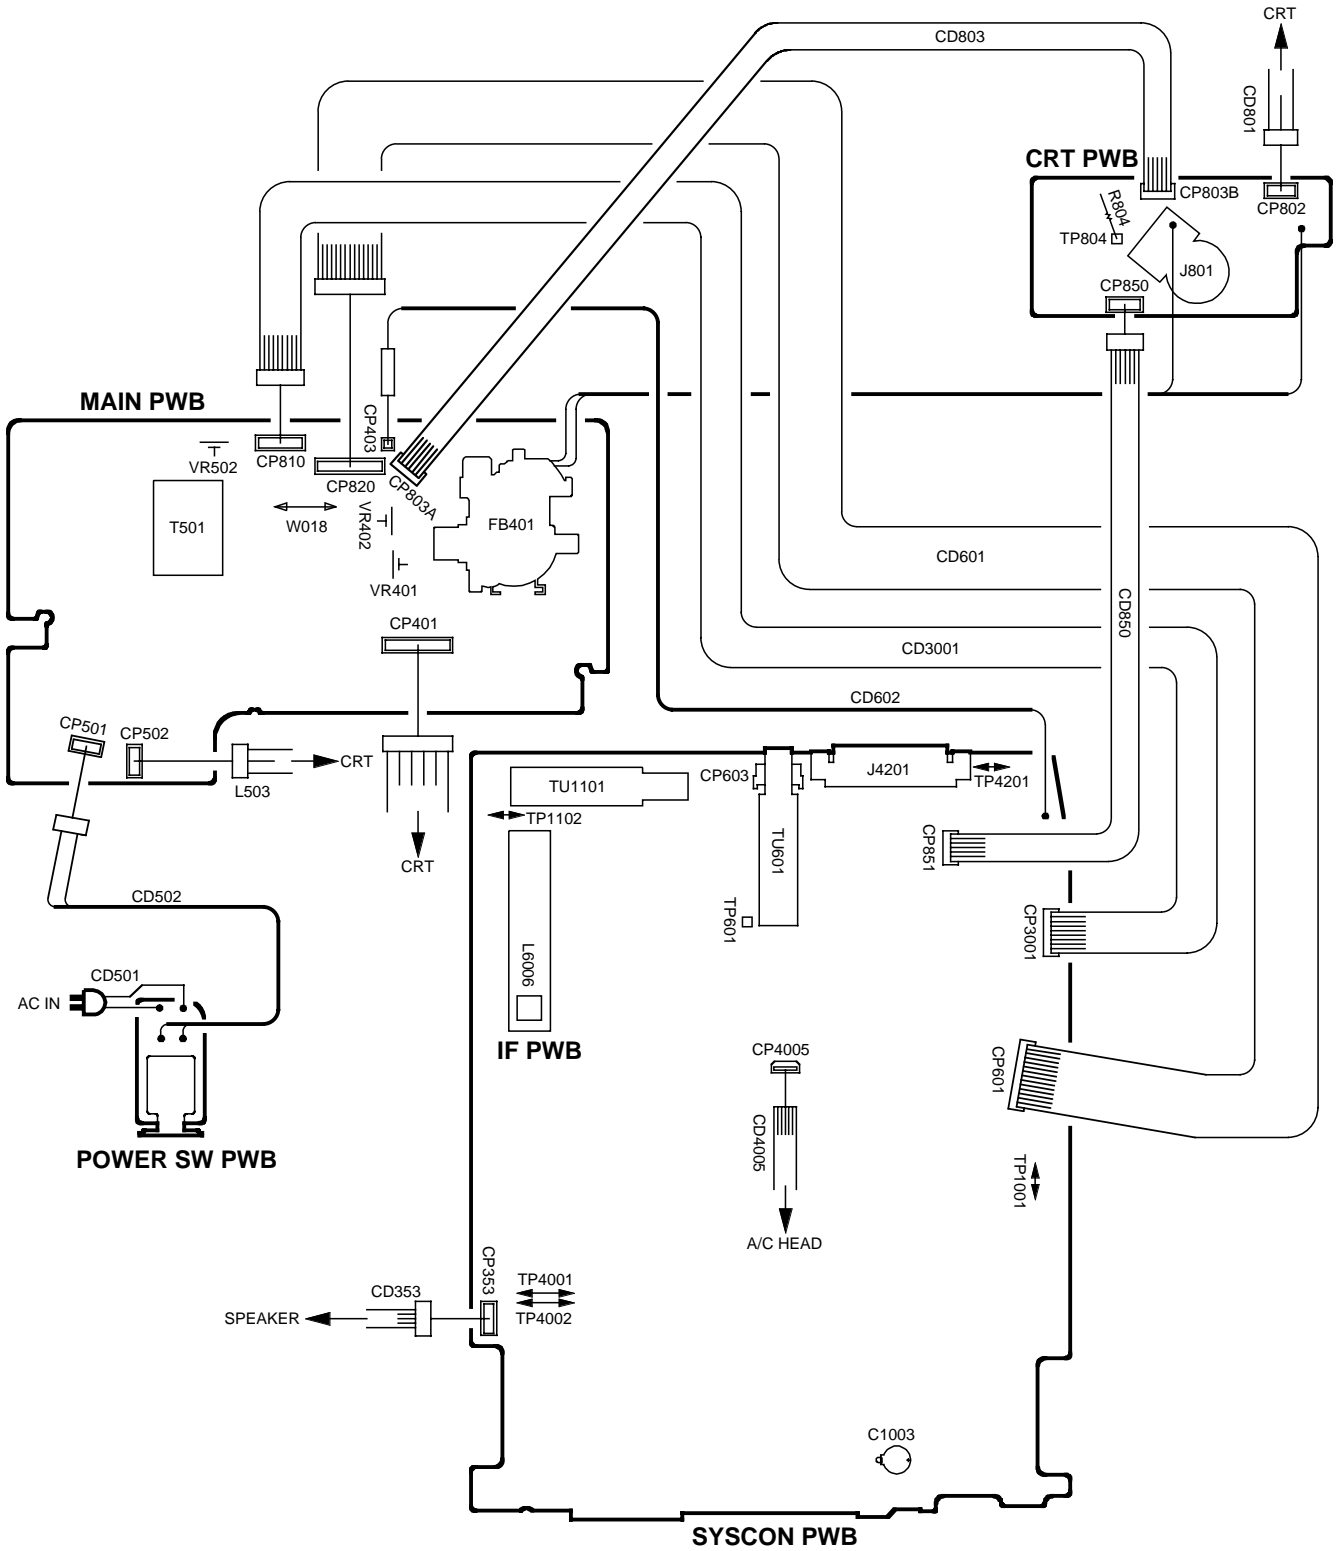 CRT
CD803
CD801
CRT PWB
CP803B
CP802
R804
TP804
J801
CP850
MAIN PWB
CP403
VR502
CP810
CP820
CP803A
T501
W018
VR402
FB401
VR401
CD601
CD850
CP401
CD3001
CD602
CP501
CP502
CRT
L503
CP603
J4201
TP4201
TU1101
TP1102
TU601
CP851
CRT
CD502
TP601
CP3001
L6006
CD501
AC IN
IF PWB
CP4005
CP601
CD4005
POWER SW PWB
TP1001
A/C HEAD
CP353
TP4001
CD353
SPEAKER
TP4002
C1003
SYSCON PWB